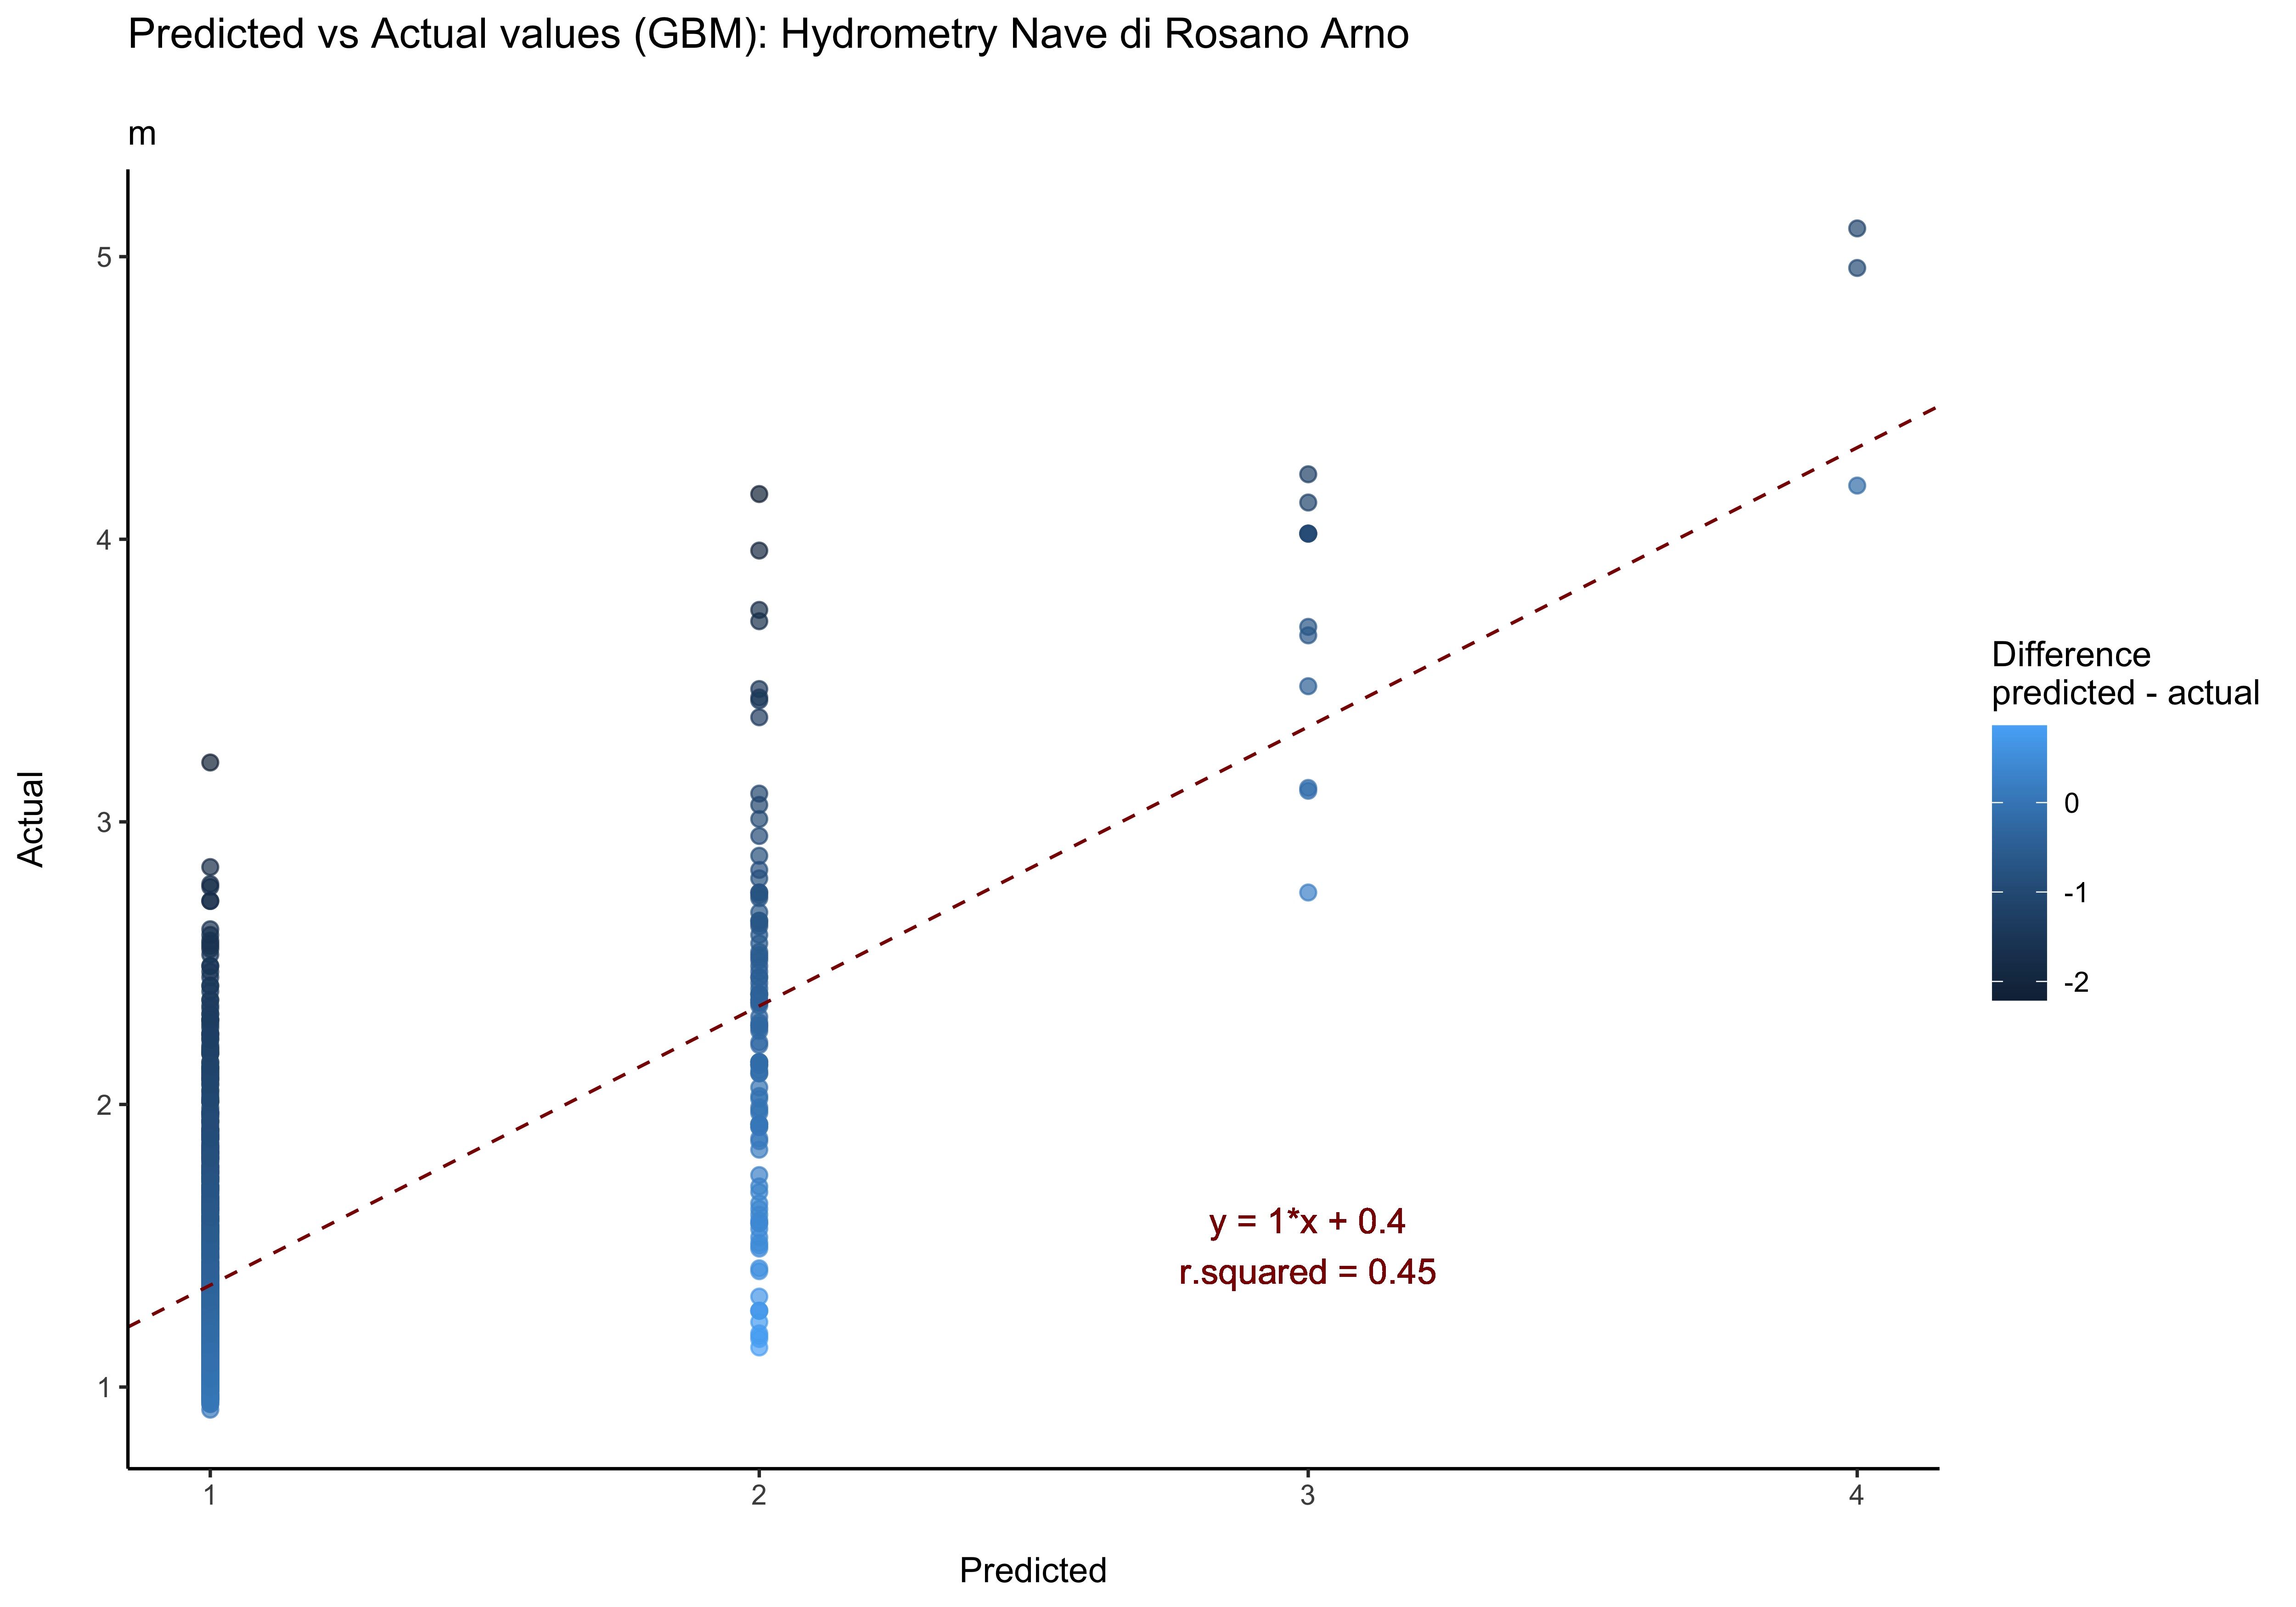 Predicted vs Actual values (GBM): Hydrometry Nave di Rosano Arno
m
5
4
3
2
1
Actual
y = 1*x + 0.4
r.squared = 0.45
1 2 3 4
Predicted
Difference
predicted - actual
0
-1
-2